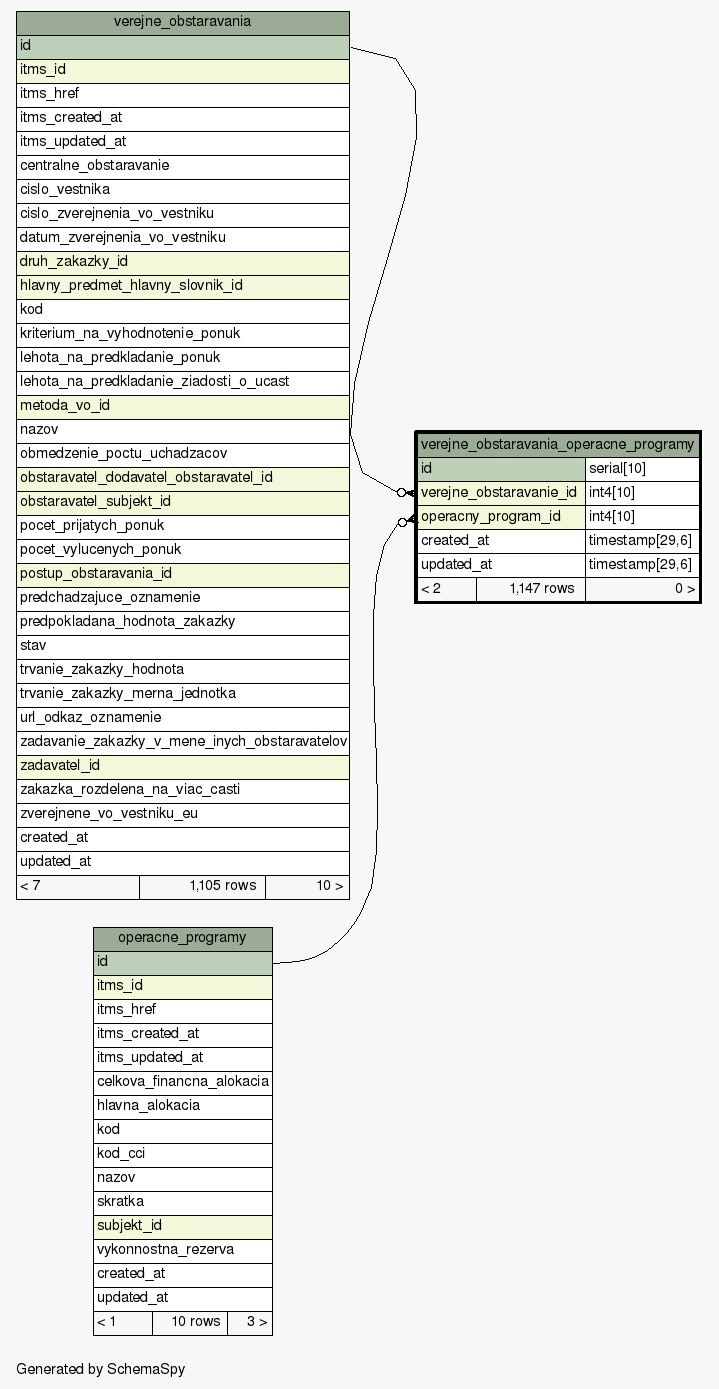 verejne_obstaravania
id
itms_id
itms_href
itms_created_at
itms_updated_at
centralne_obstaravanie
cislo_vestnika
cislo_zverejnenia_vo_vestniku
datum_zverejnenia_vo_vestniku
druh_zakazky_id
hlavny_predmet_hlavny_slovnik_id
kod
kriterium_na_vyhodnotenie_ponuk
lehota_na_predkladanie_ponuk
lehota_na_predkladanie_ziadosti_o_ucast
metoda_vo_id
nazov
obmedzenie_poctu_uchadzacov
obstaravatel_dodavatel_obstaravatel_id
obstaravatel_subjekt_id
pocet_prijatych_ponuk
pocet_vylucenych_ponuk
postup_obstaravania_id
predchadzajuce_oznamenie
predpokladana_hodnota_zakazky
stav
trvanie_zakazky_hodnota
trvanie_zakazky_merna_jednotka
url_odkaz_oznamenie
zadavanie_zakazky_v_mene_inych_obstaravatelov
zadavatel_id
zakazka_rozdelena_na_viac_casti
zverejnene_vo_vestniku_eu
created_at
updated_at
< 7 1,105 rows 10 >
verejne_obstaravania_operacne_programy
id serial[10]
verejne_obstaravanie_id int4[10]
operacny_program_id int4[10]
created_at timestamp[29,6]
updated_at timestamp[29,6]
< 2 1,147 rows 0 >
operacne_programy
id
itms_id
itms_href
itms_created_at
itms_updated_at
celkova_financna_alokacia
hlavna_alokacia
kod
kod_cci
nazov
skratka
subjekt_id
vykonnostna_rezerva
created_at
updated_at
< 1 10 rows 3 >
Generated by SchemaSpy